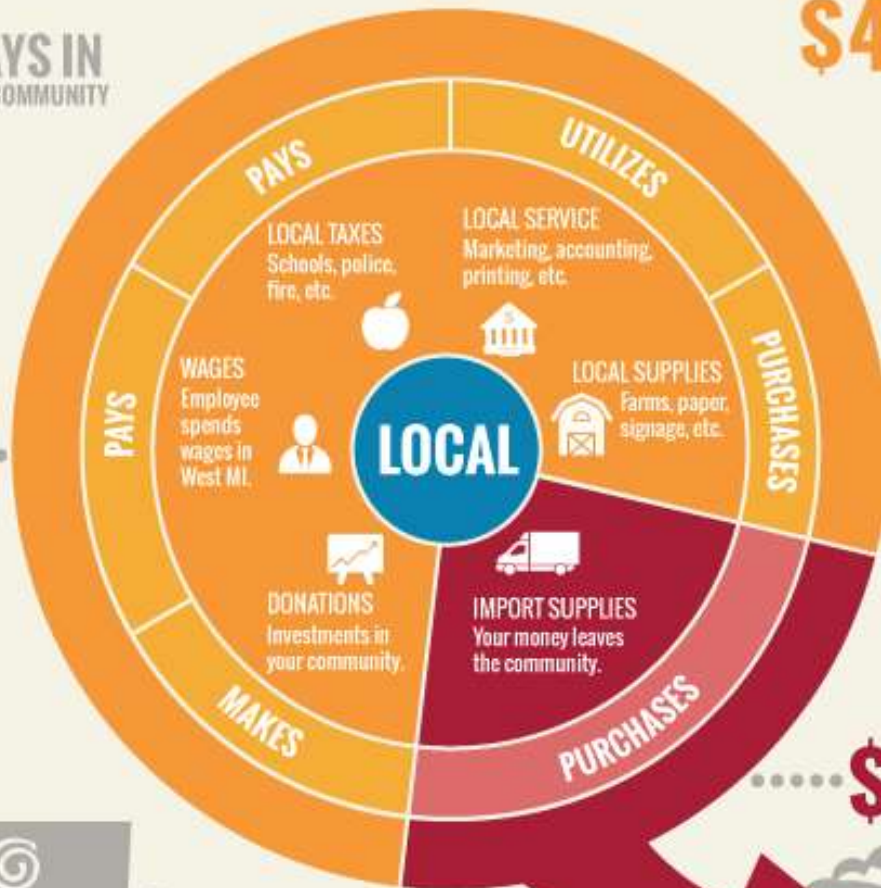 YS IN
OMMUNITY
$4
PAYS
UTILIZES
LOCAL TAXES
Schools, police,
fire, etc.
LOCAL SERVICE
Marketing, accounting,
printing, etc.
$
PURCHASES
WAGES
Employee
spends
wages in
West MI.
LOCAL SUPPLIES
Farms, paper,
signage, etc.
PAYS
LOCAL
DONATIONS
Investments in
your community.
IMPORT SUPPLIES
Your money leaves
the community.
MAKES
PURCHASES
$